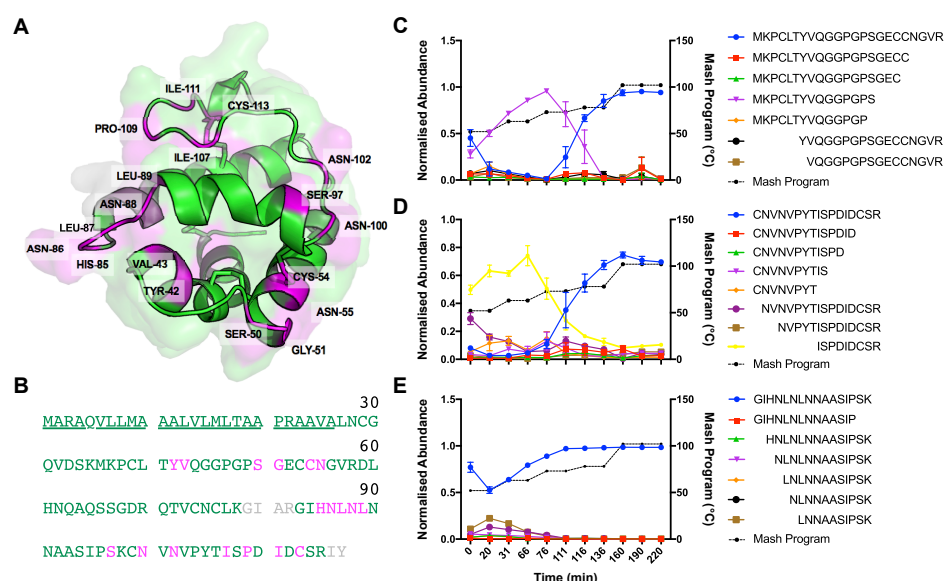 A
ILE-111
CYS-113
PRO-109
ILE-107
ASN-102
LEU-89
SER-97
ASN-88
ASN-100
LEU-87
ASN-86
HIS-85
VAL-43
CYS-54
TYR-42
ASN-55
SER-50
GLY-51
B
30
MARAQVLLMA AALVLMLTAA PRAAVALNCG
60
QVDSKMKPCL TYVQGGPGPS GECCNGVRDL
90
HNQAQSSGDR QTVCNCLKGI ARGIHNLNLN
NAASIPSKCN VNVPYTISPD IDCSRIY
C
Normalised Abundance
1.5
1.0
0.5
0.0
150
100
50
0
Mash Program (°C)
MKPCLTYVQGGPGPSGECCNGVR
MKPCLTYVQGGPGPSGECC
MKPCLTYVQGGPGPSGEC
MKPCLTYVQGGPGPS
MKPCLTYVQGGPGP
YVQGGPGPSGECCNGVR
VQGGPGPSGECCNGVR
Mash Program
D
Normalised Abundance
1.0
0.8
0.6
0.4
0.2
0.0
150
100
50
0
Mash Program (°C)
CNVNVPYTISPDIDCSR
CNVNVPYTISPDID
CNVNVPYTISPD
CNVNVPYTIS
CNVNVPYT
NVNVPYTISPDIDCSR
NVPYTISPDIDCSR
ISPDIDCSR
Mash Program
E
Normalised Abundance
1.5
1.0
0.5
0.0
150
100
50
0
Mash Program (°C)
GIHNLNLNNAASIPSK
GIHNLNLNNAASIP
HNLNLNNAASIPSK
NLNLNNAASIPSK
LNLNNAASIPSK
NLNNAASIPSK
LNNAASIPSK
Mash Program
0 20 31 66 76 111 116 136 160 190 220
Time (min)